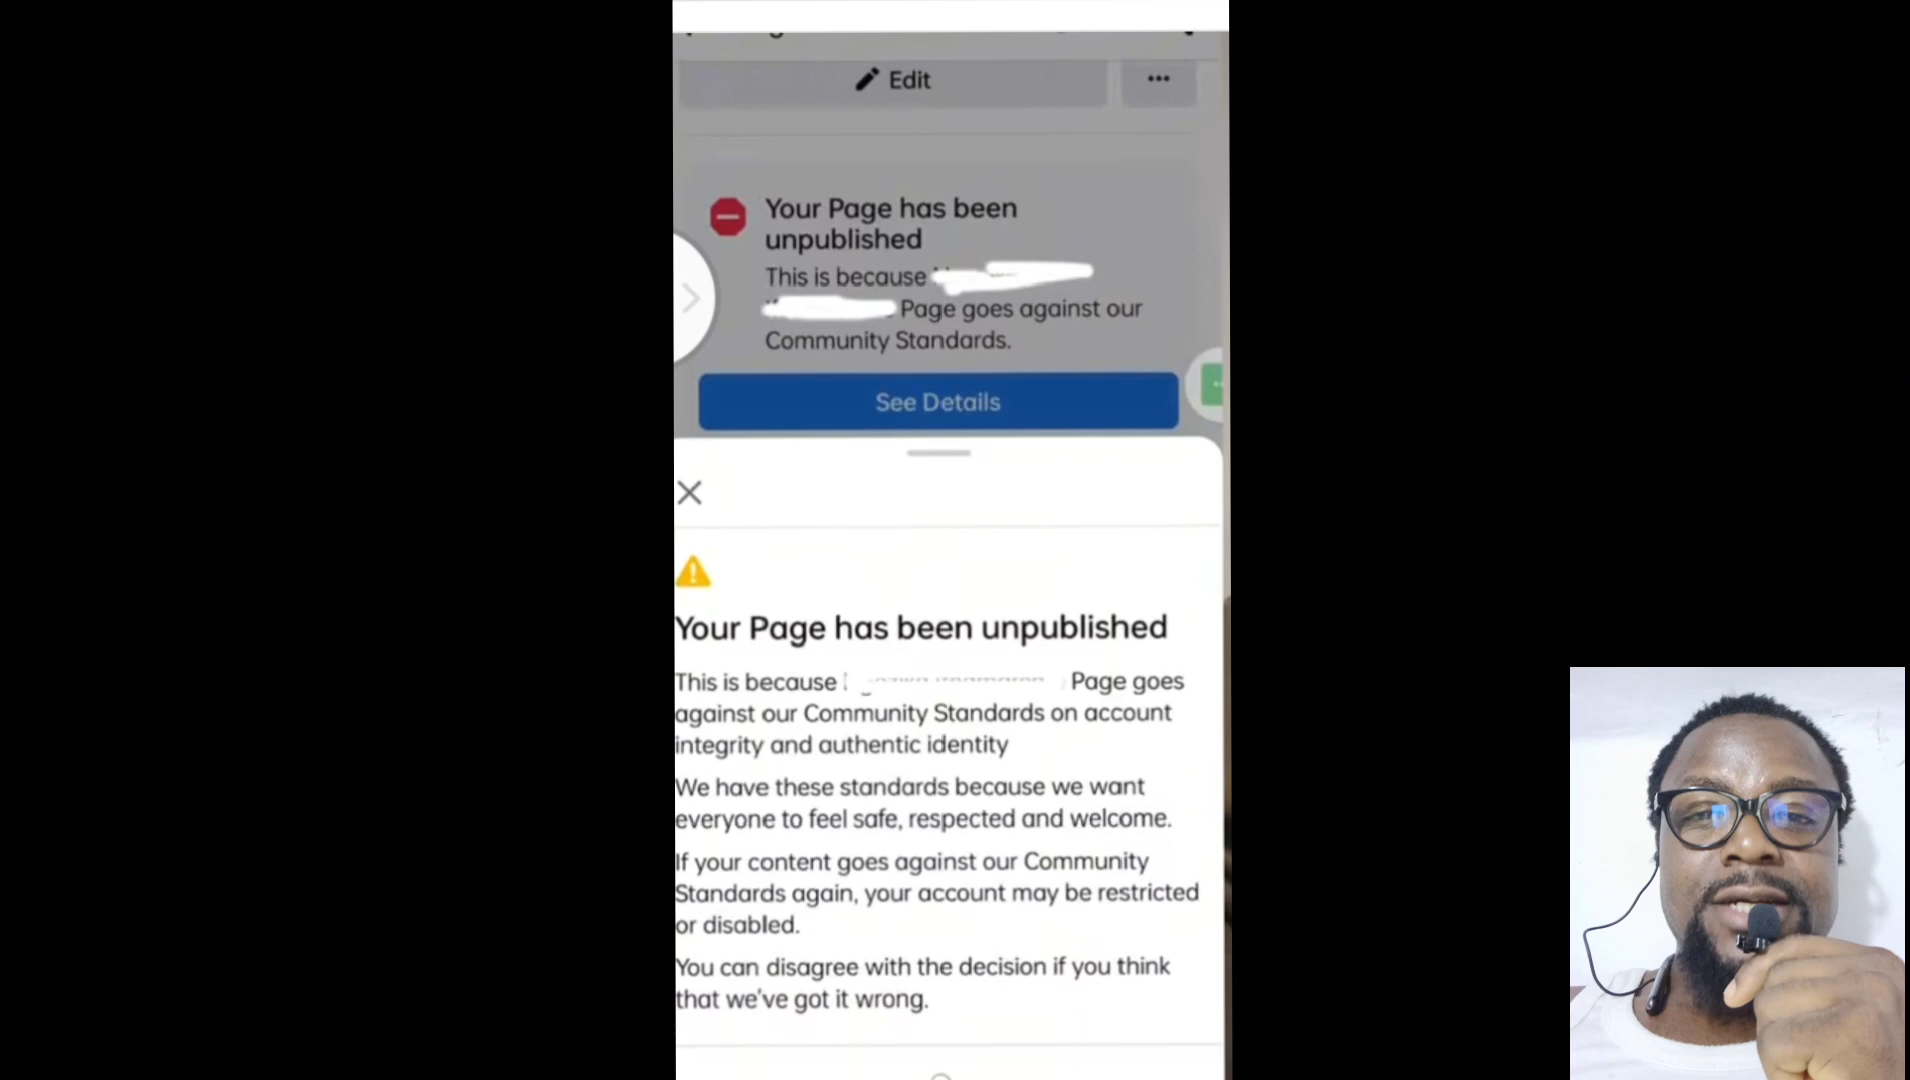 Edit
Your Page has been
unpublished
This is because
Page goes against our
Community Standards.
See Details
Your Page has been unpublished
This is because Page goes
against our Community Standards on account
integrity and authentic identity
We have these standards because we want
everyone to feel safe, respected and welcome.
If your content goes against our Community
Standards again, your account may be restricted
or disabled.
You can disagree with the decision if you think
that we've got it wrong.